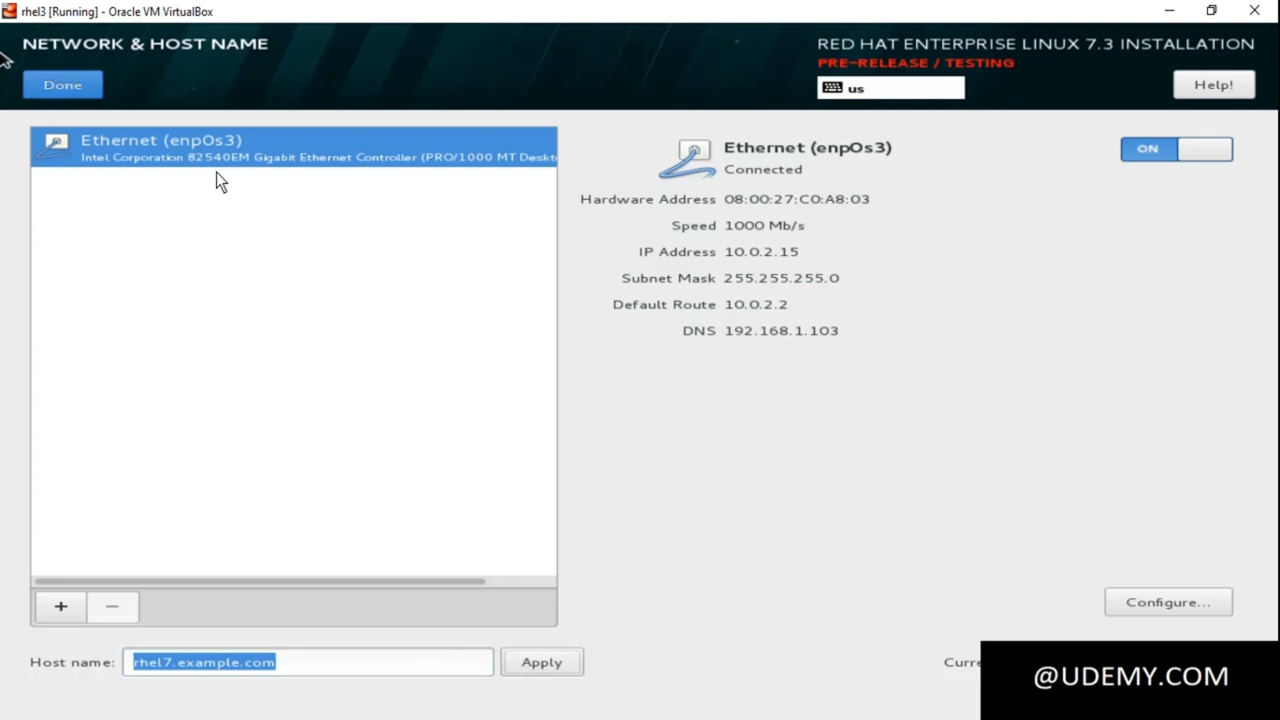 rhel3 [Running] - Oracle VM VirtualBox
NETWORK & HOST NAME
RED HAT ENTERPRISE LINUX 7.3 INSTALLATION
PRE-RELEASE / TESTING
Done
us
Help!
Ethernet (enp0s3)
Intel Corporation 82540EM Gigabit Ethernet Controller (PRO/1000 MT Deskt
Ethernet (enp0s3)
Connected
ON
Hardware Address 08:00:27:C0:A8:03
Speed 1000 Mb/s
IP Address 10.0.2.15
Subnet Mask 255.255.255.0
Default Route 10.0.2.2
DNS 192.168.1.103
+ −
Configure...
Host name: rhel7.example.com Apply
Curre
@UDEMY.COM